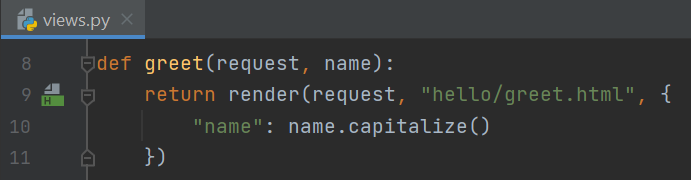 views.py
8 def greet(request, name):
9 H return render(request, "hello/greet.html", {
10 "name": name.capitalize()
11 })